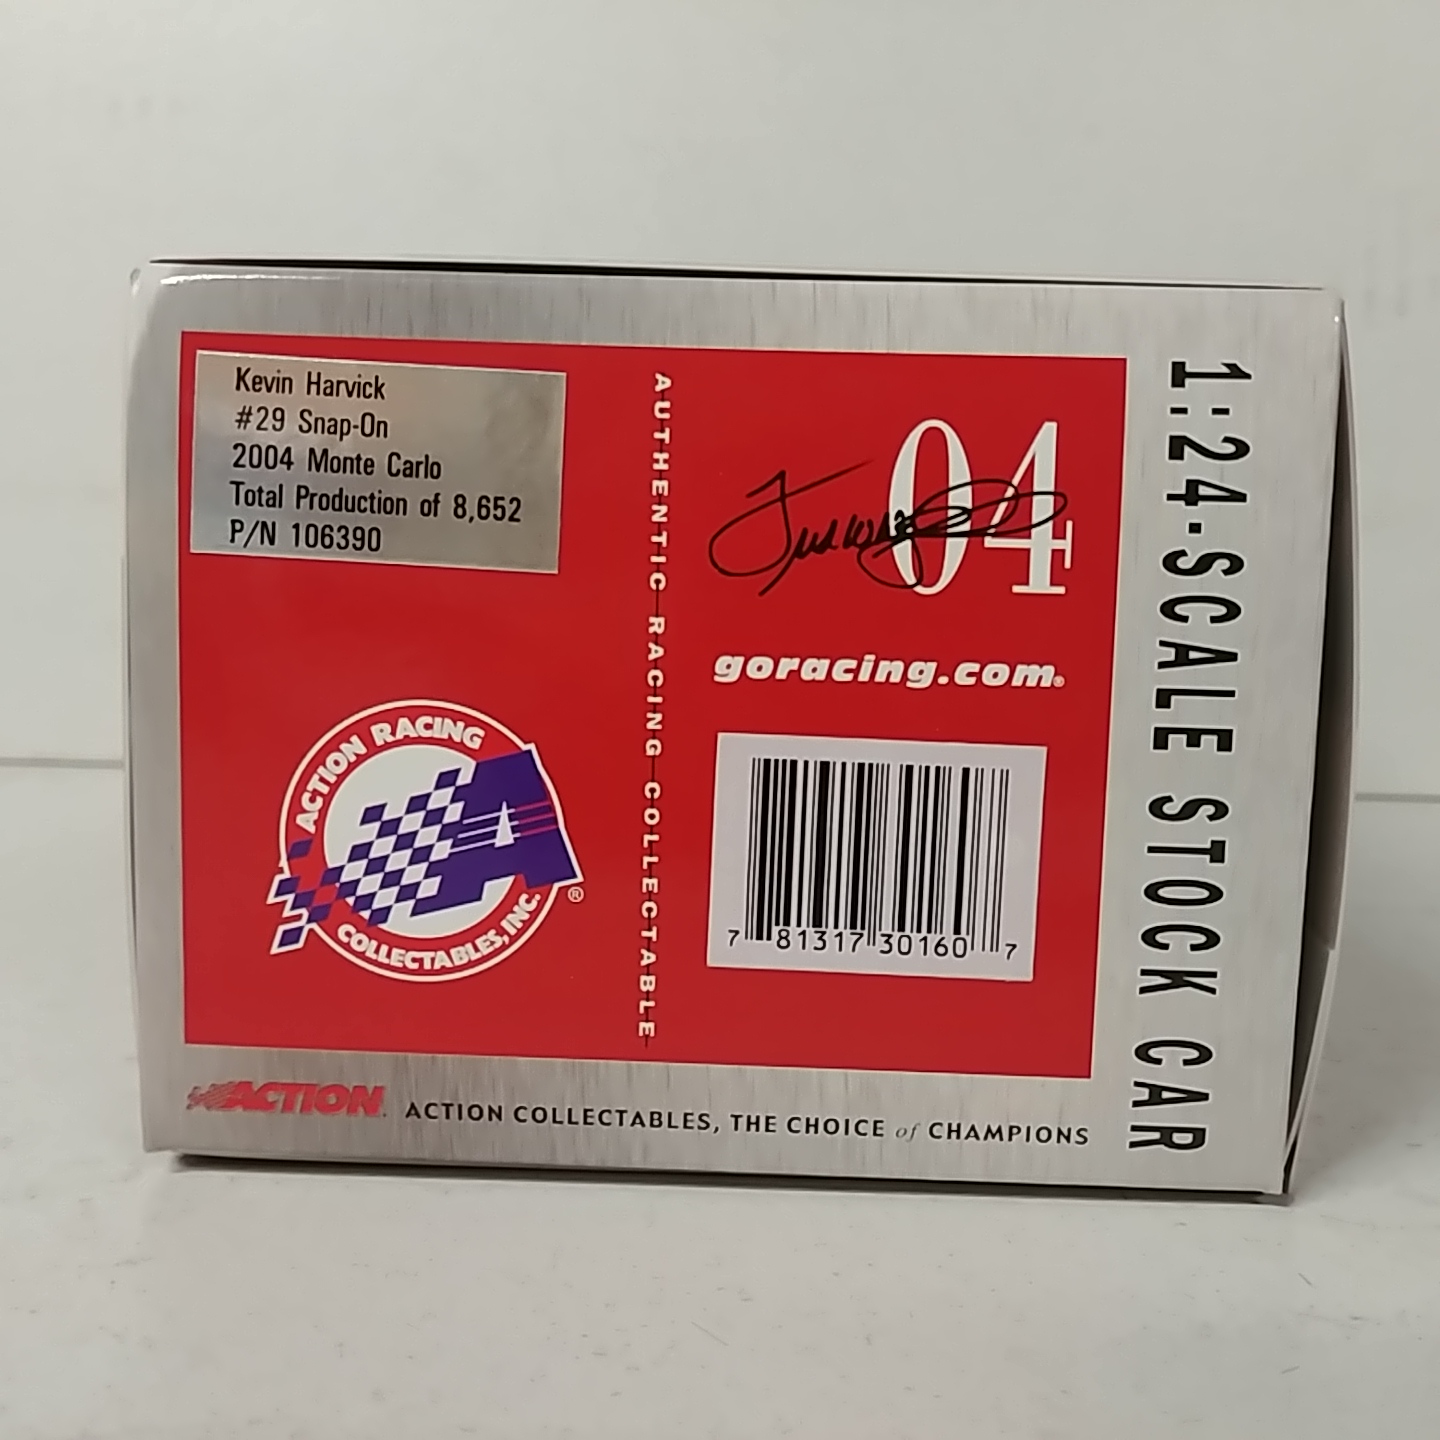 Kevin Harvick
#29 Snap-On
2004 Monte Carlo
Total Production of 8,652
P/N 106390
ACTION RACING
COLLECTABLES, INC.
®
AUTHENTIC RACING COLLECTABLE
04
goracing.com®
7 81317 30160 7
1:24-SCALE STOCK CAR
ACTION
ACTION COLLECTABLES, THE CHOICE of CHAMPIONS